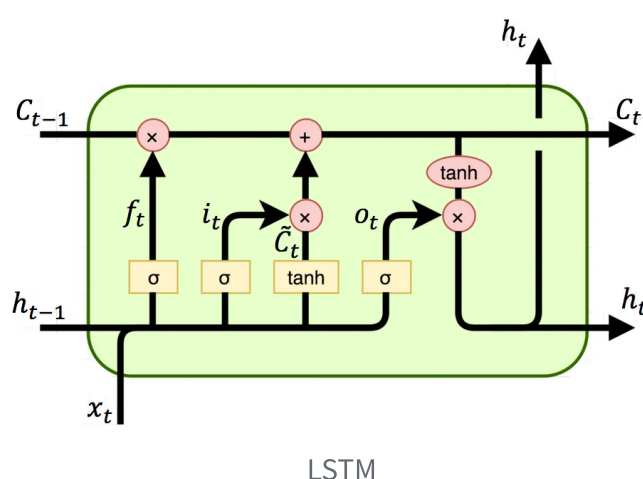 h_t
C_{t-1} × + C_t
tanh
f_t i_t × o_t ×
C̃_t
σ σ tanh σ
h_{t-1} h_t
x_t
LSTM